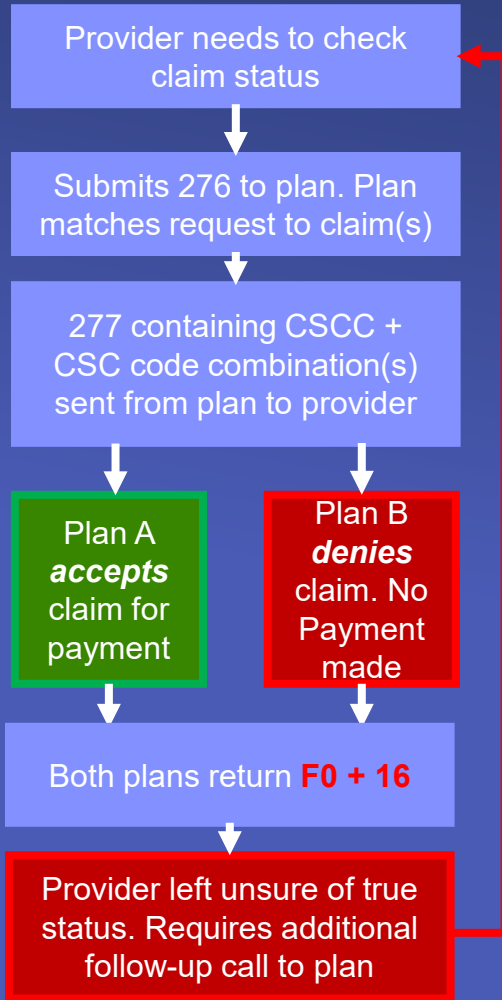 Provider needs to check
claim status
Submits 276 to plan. Plan
matches request to claim(s)
277 containing CSCC +
CSC code combination(s)
sent from plan to provider
Plan A
accepts
claim for
payment
Plan B
denies
claim. No
Payment
made
Both plans return F0 + 16
Provider left unsure of true
status. Requires additional
follow-up call to plan